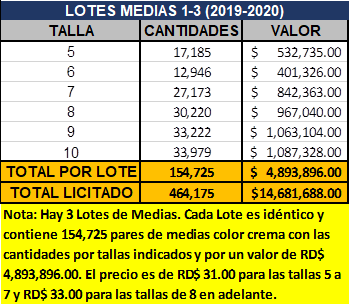 LOTES MEDIAS 1-3 (2019-2020)
TALLA CANTIDADES VALOR
5 17,185 $ 532,735.00
6 12,946 $ 401,326.00
7 27,173 $ 842,363.00
8 30,220 $ 967,040.00
9 33,222 $ 1,063,104.00
10 33,979 $ 1,087,328.00
TOTAL POR LOTE 154,725 $ 4,893,896.00
TOTAL LICITADO 464,175 $14,681,688.00
Nota: Hay 3 Lotes de Medias. Cada Lote es idéntico y
contiene 154,725 pares de medias color crema con las
cantidades por tallas indicados y por un valor de RD$
4,893,896.00. El precio es de RD$ 31.00 para las tallas 5 a
7 y RD$ 33.00 para las tallas de 8 en adelante.